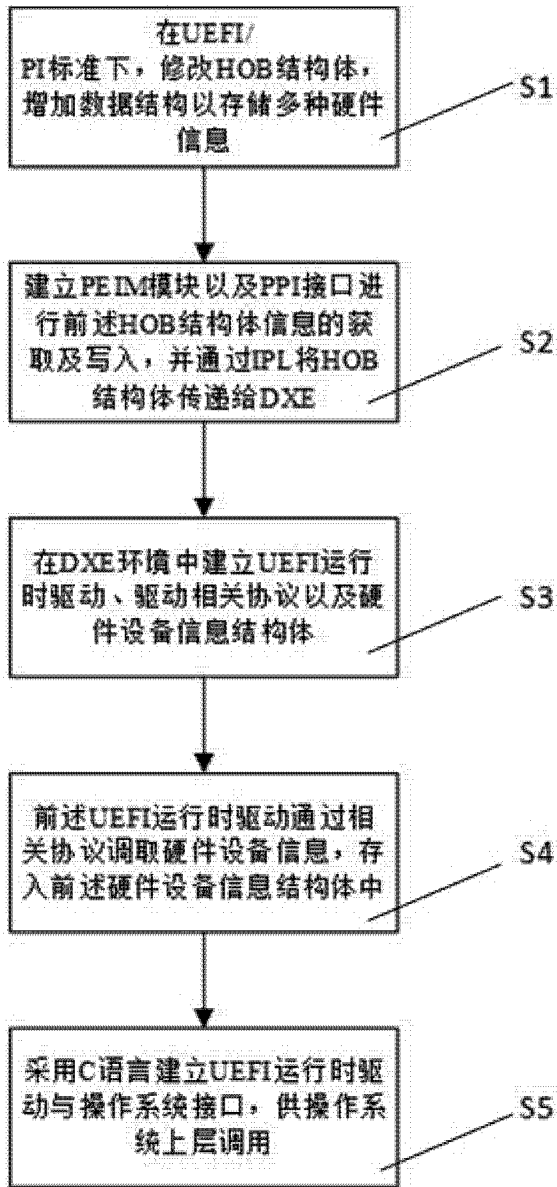 在UEFI/
PI标准下，修改HOB结构体，
增加数据结构以存储多种硬件
信息
S1
建立PEIM模块以及PPI接口进
行前述HOB结构体信息的获
取及写入，并通过IPL将HOB
结构体传递给DXE
S2
在DXE环境中建立UEFI运行
时驱动、驱动相关协议以及硬
件设备信息结构体
S3
前述UEFI运行时驱动通过相
关协议调取硬件设备信息，存
入前述硬件设备信息结构体中
S4
采用C语言建立UEFI运行时驱
动与操作系统接口，供操作系
统上层调用
S5